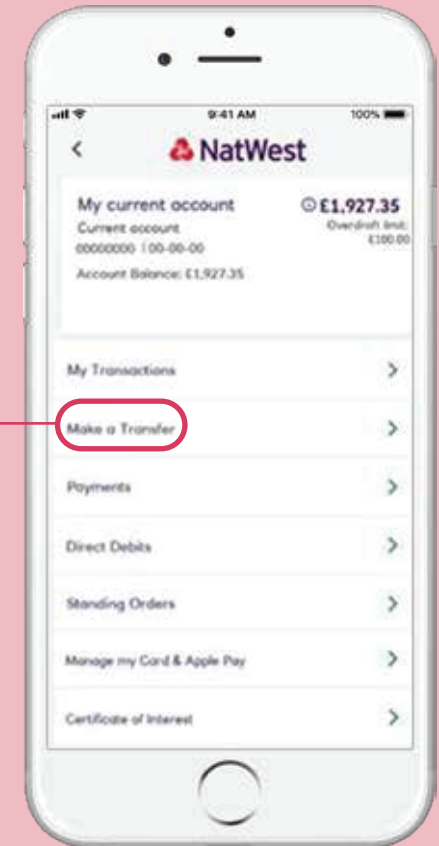 9:41 AM 100%
NatWest
My current account £1,927.35
Current account Overdraft limit:
00000000 | 00-00-00 £100.00
Account Balance: £1,927.35
My Transactions
Make a Transfer
Payments
Direct Debits
Standing Orders
Manage my Card & Apple Pay
Certificate of Interest